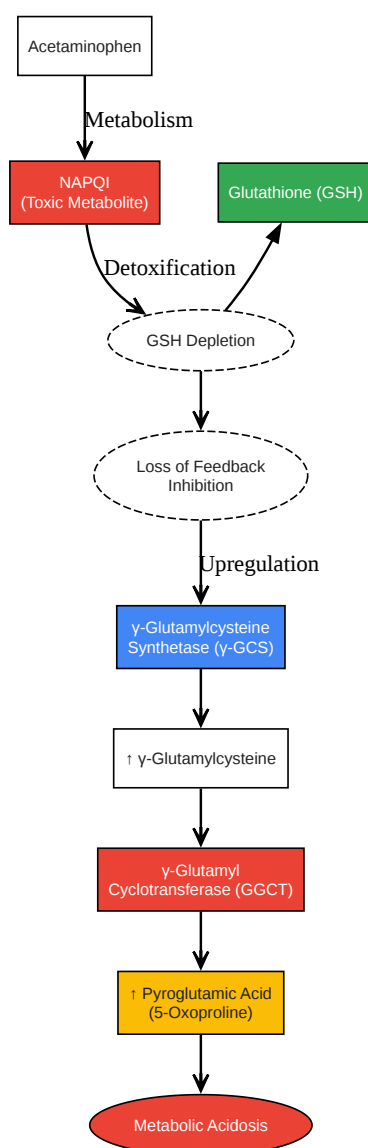 Acetaminophen
Metabolism
NAPQI
(Toxic Metabolite)
Glutathione (GSH)
Detoxification
GSH Depletion
Loss of Feedback
Inhibition
Upregulation
γ-Glutamylcysteine
Synthetase (γ-GCS)
↑ γ-Glutamylcysteine
γ-Glutamyl
Cyclotransferase (GGCT)
↑ Pyroglutamic Acid
(5-Oxoproline)
Metabolic Acidosis